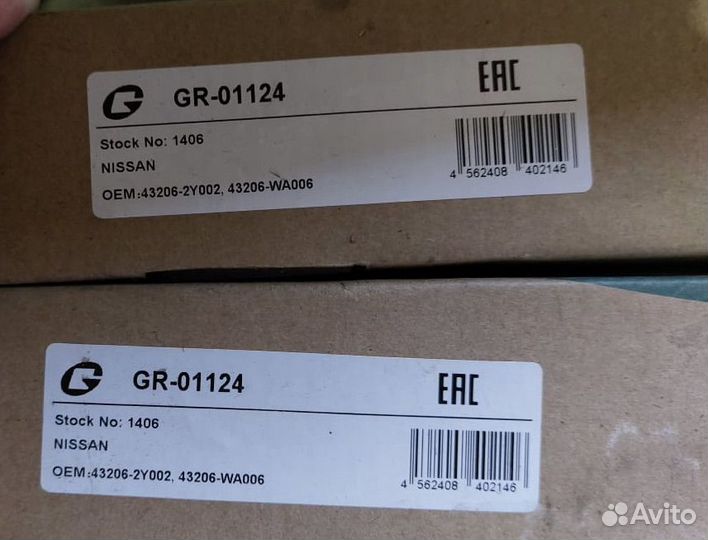 G GR-01124 EAC
Stock No: 1406
NISSAN
OEM:43206-2Y002, 43206-WA006
4 562408 402146
G GR-01124 EAC
Stock No: 1406
NISSAN
OEM:43206-2Y002, 43206-WA006
4 562408 402146
Avito